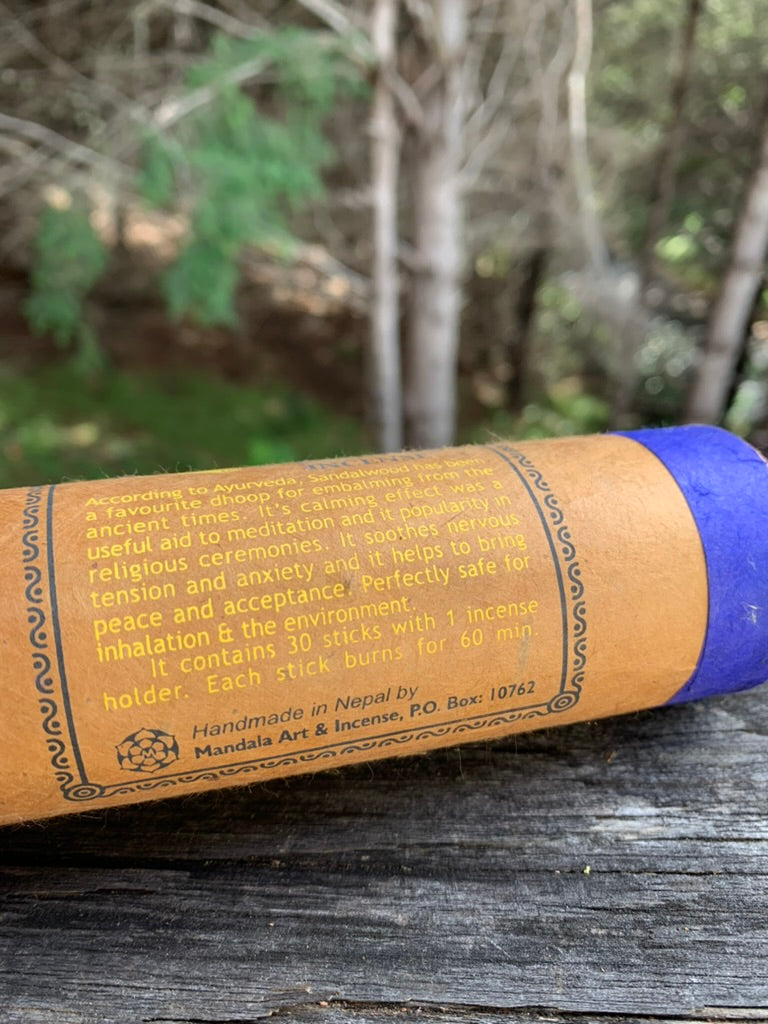 INCENSE
According to Ayurveda, Sandalwood has been
a favourite dhoop for embalming from the
ancient times. It's calming effect was a
useful aid to meditation and it popularity in
religious ceremonies. It soothes nervous
tension and anxiety and it helps to bring
peace and acceptance. Perfectly safe for
inhalation & the environment.
It contains 30 sticks with 1 incense
holder. Each stick burns for 60 min.
Handmade in Nepal by
Mandala Art & Incense, P.O. Box: 10762